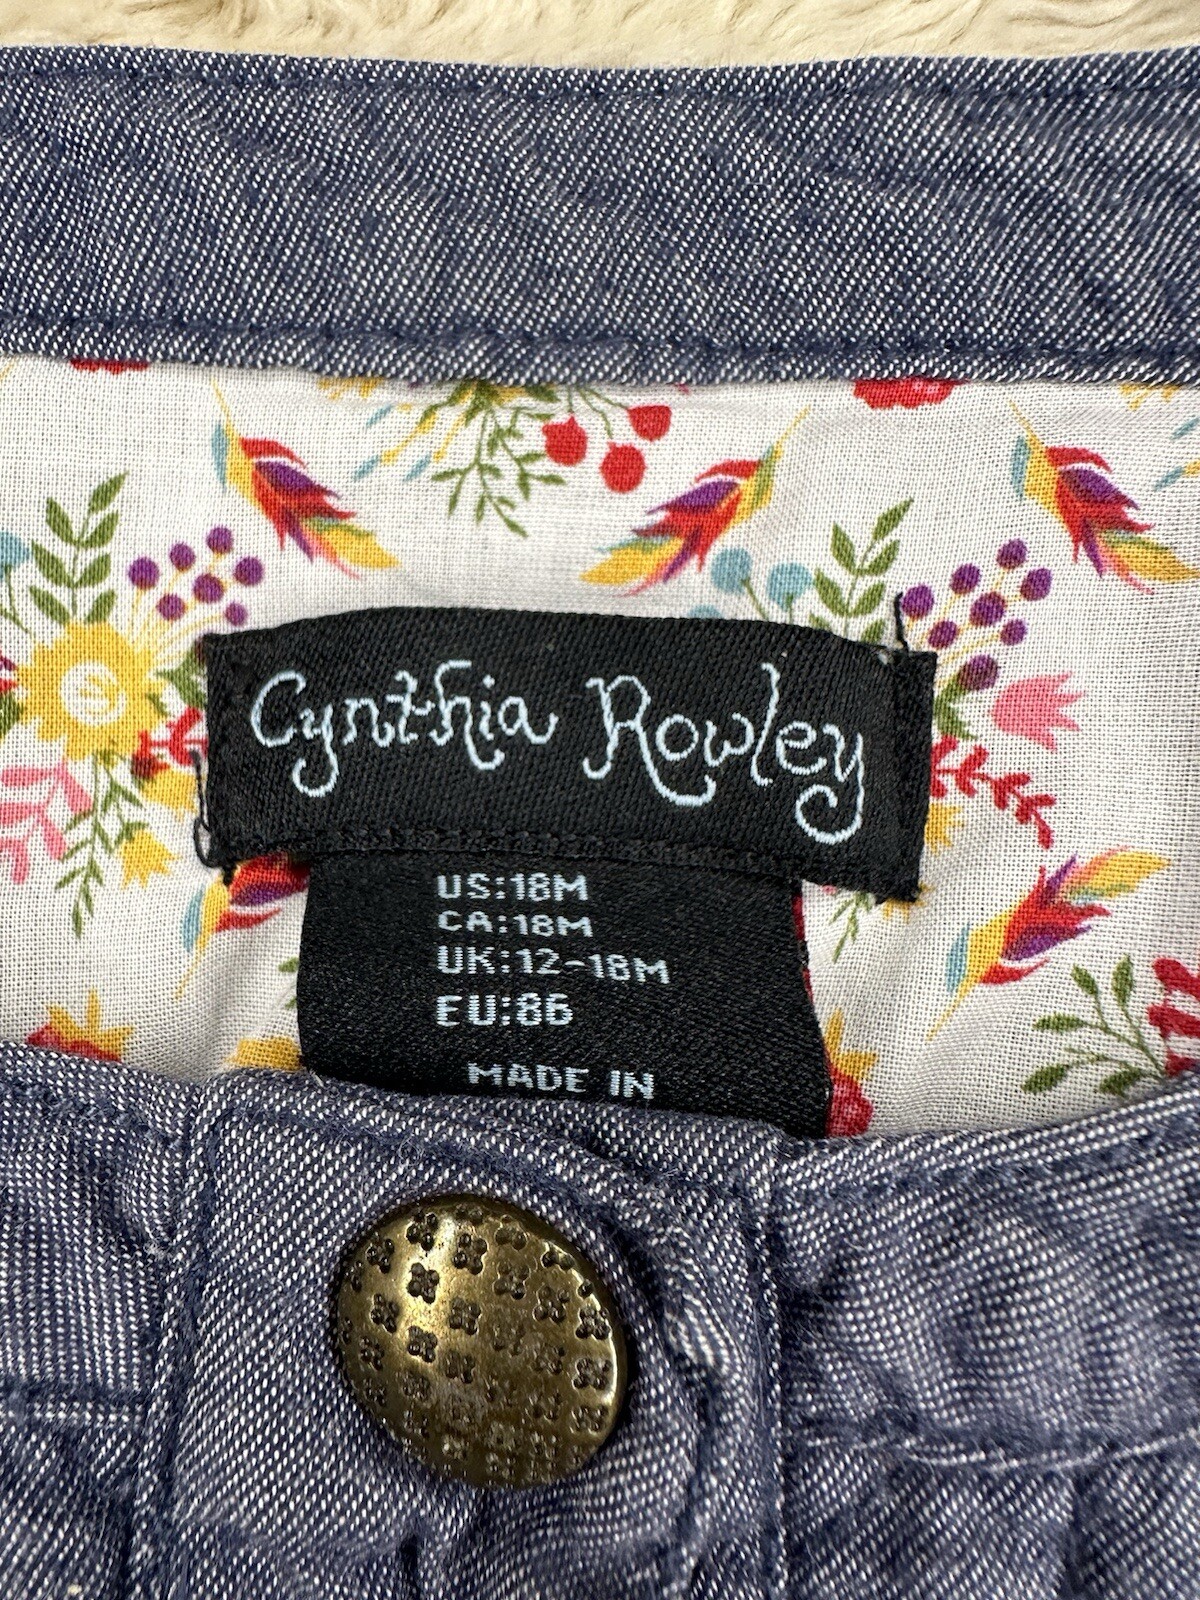 Cynthia Rowley
US:18M
CA:18M
UK:12-18M
EU:86
MADE IN